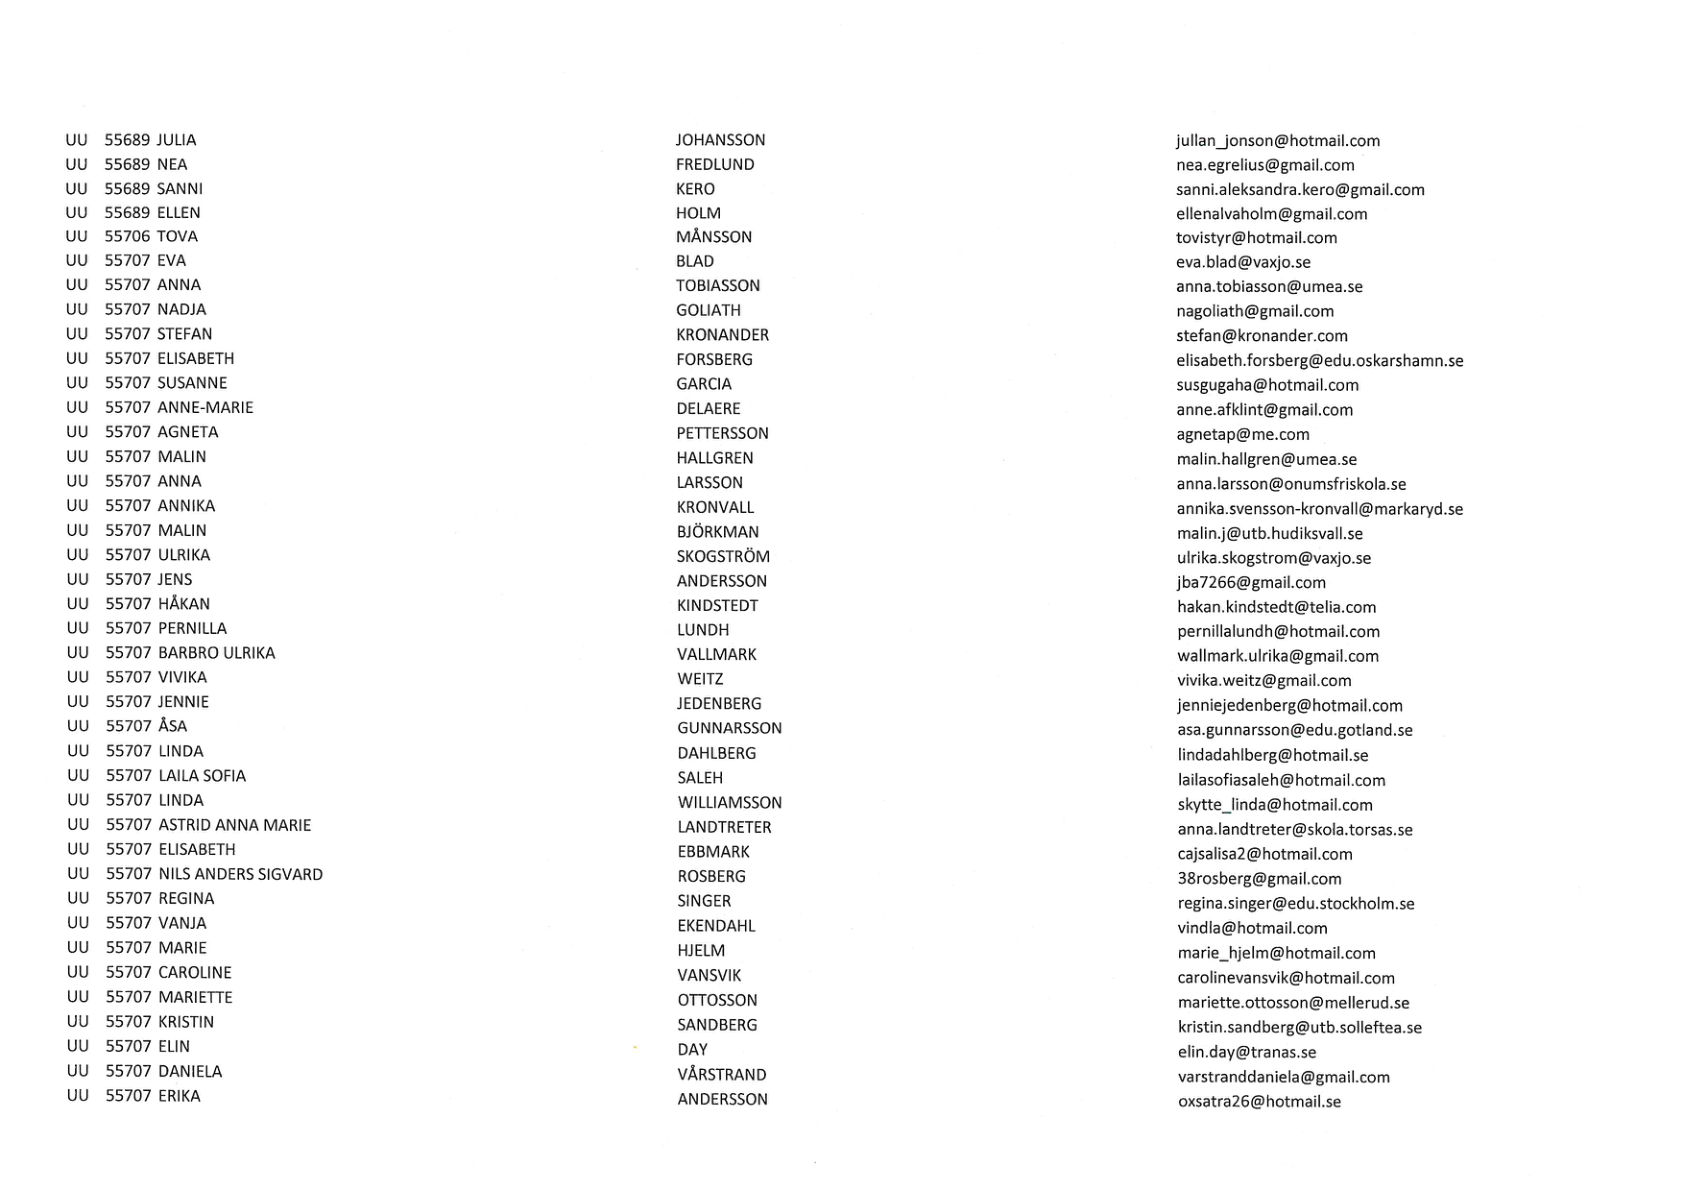 UU 55689 JULIA JOHANSSON jullan_jonson@hotmail.com
UU 55689 NEA FREDLUND nea.egrelius@gmail.com
UU 55689 SANNI KERO sanni.aleksandra.kero@gmail.com
UU 55689 ELLEN HOLM ellenalvaholm@gmail.com
UU 55706 TOVA MÅNSSON tovistyr@hotmail.com
UU 55707 EVA BLAD eva.blad@vaxjo.se
UU 55707 ANNA TOBIASSON anna.tobiasson@umea.se
UU 55707 NADJA GOLIATH nagoliath@gmail.com
UU 55707 STEFAN KRONANDER stefan@kronander.com
UU 55707 ELISABETH FORSBERG elisabeth.forsberg@edu.oskarshamn.se
UU 55707 SUSANNE GARCIA susgugaha@hotmail.com
UU 55707 ANNE-MARIE DELAERE anne.afklint@gmail.com
UU 55707 AGNETA PETTERSSON agnetap@me.com
UU 55707 MALIN HALLGREN malin.hallgren@umea.se
UU 55707 ANNA LARSSON anna.larsson@onumsfriskola.se
UU 55707 ANNIKA KRONVALL annika.svensson-kronvall@markaryd.se
UU 55707 MALIN BJÖRKMAN malin.j@utb.hudiksvall.se
UU 55707 ULRIKA SKOGSTRÖM ulrika.skogstrom@vaxjo.se
UU 55707 JENS ANDERSSON jba7266@gmail.com
UU 55707 HÅKAN KINDSTEDT hakan.kindstedt@telia.com
UU 55707 PERNILLA LUNDH pernillalundh@hotmail.com
UU 55707 BARBRO ULRIKA VALLMARK wallmark.ulrika@gmail.com
UU 55707 VIVIKA WEITZ vivika.weitz@gmail.com
UU 55707 JENNIE JEDENBERG jenniejedenberg@hotmail.com
UU 55707 ÅSA GUNNARSSON asa.gunnarsson@edu.gotland.se
UU 55707 LINDA DAHLBERG lindadahlberg@hotmail.se
UU 55707 LAILA SOFIA SALEH lailasofiasaleh@hotmail.com
UU 55707 LINDA WILLIAMSSON skytte_linda@hotmail.com
UU 55707 ASTRID ANNA MARIE LANDTRETER anna.landtreter@skola.torsas.se
UU 55707 ELISABETH EBBMARK cajsalisa2@hotmail.com
UU 55707 NILS ANDERS SIGVARD ROSBERG 38rosberg@gmail.com
UU 55707 REGINA SINGER regina.singer@edu.stockholm.se
UU 55707 VANJA EKENDAHL vindla@hotmail.com
UU 55707 MARIE HJELM marie_hjelm@hotmail.com
UU 55707 CAROLINE VANSVIK carolinevansvik@hotmail.com
UU 55707 MARIETTE OTTOSSON mariette.ottosson@mellerud.se
UU 55707 KRISTIN SANDBERG kristin.sandberg@utb.solleftea.se
UU 55707 ELIN DAY elin.day@tranas.se
UU 55707 DANIELA VÅRSTRAND varstranddaniela@gmail.com
UU 55707 ERIKA ANDERSSON oxsatra26@hotmail.se